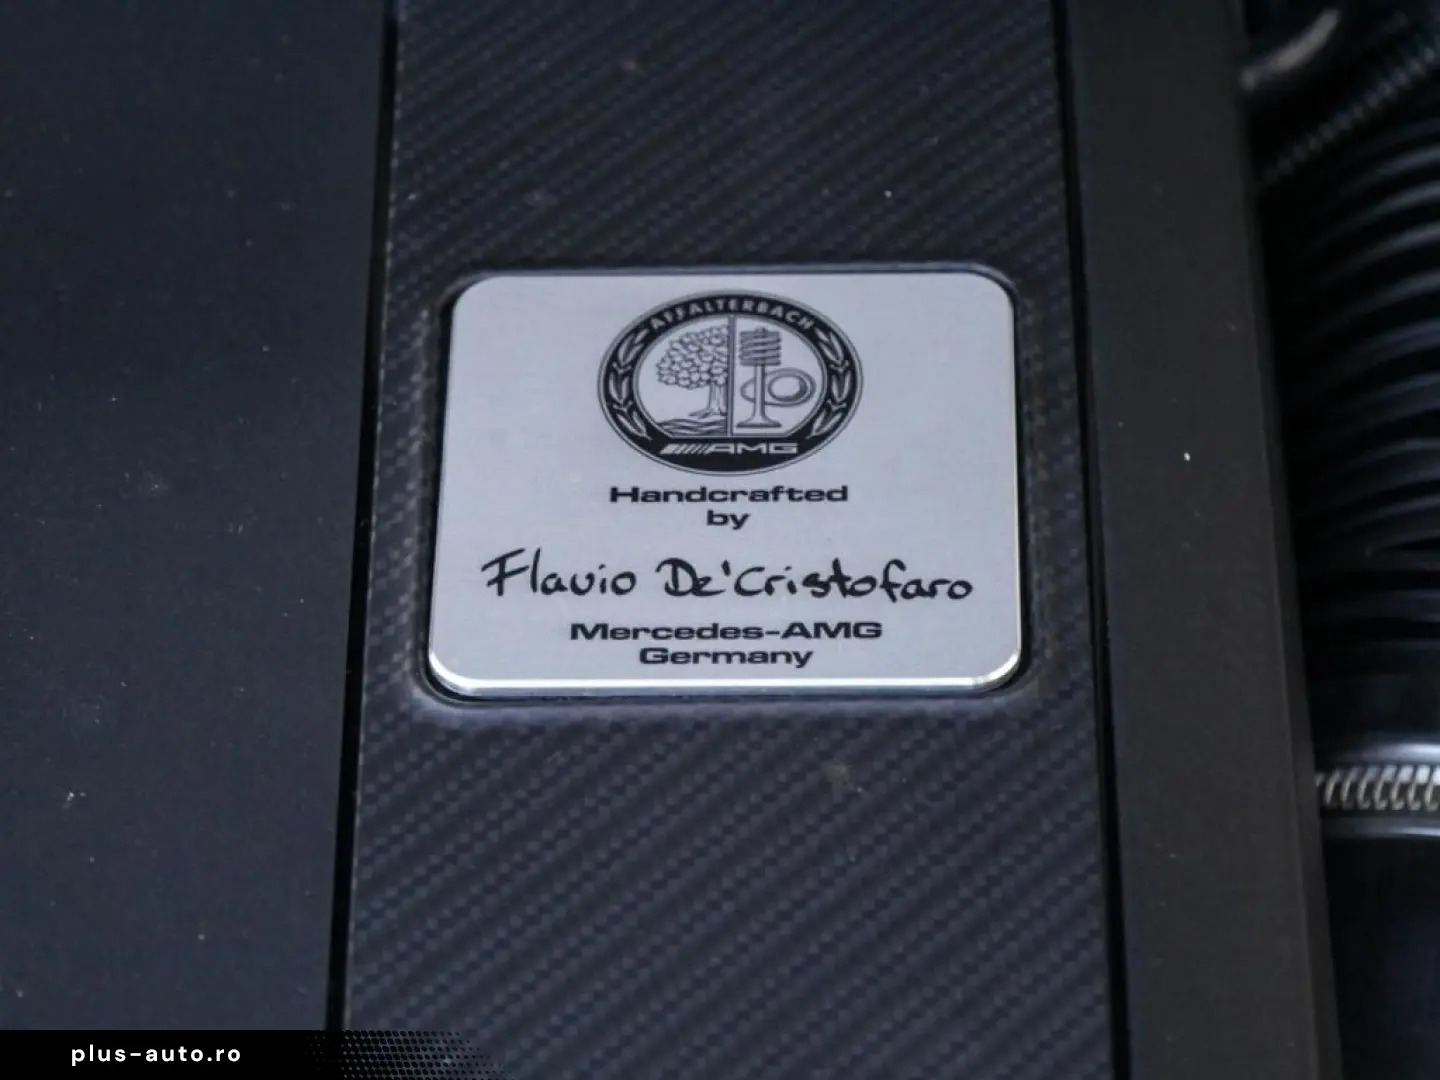 AFFALTERBACH
AMG
Handcrafted
by
Flavio De'Cristofaro
Mercedes-AMG
Germany
plus-auto.ro